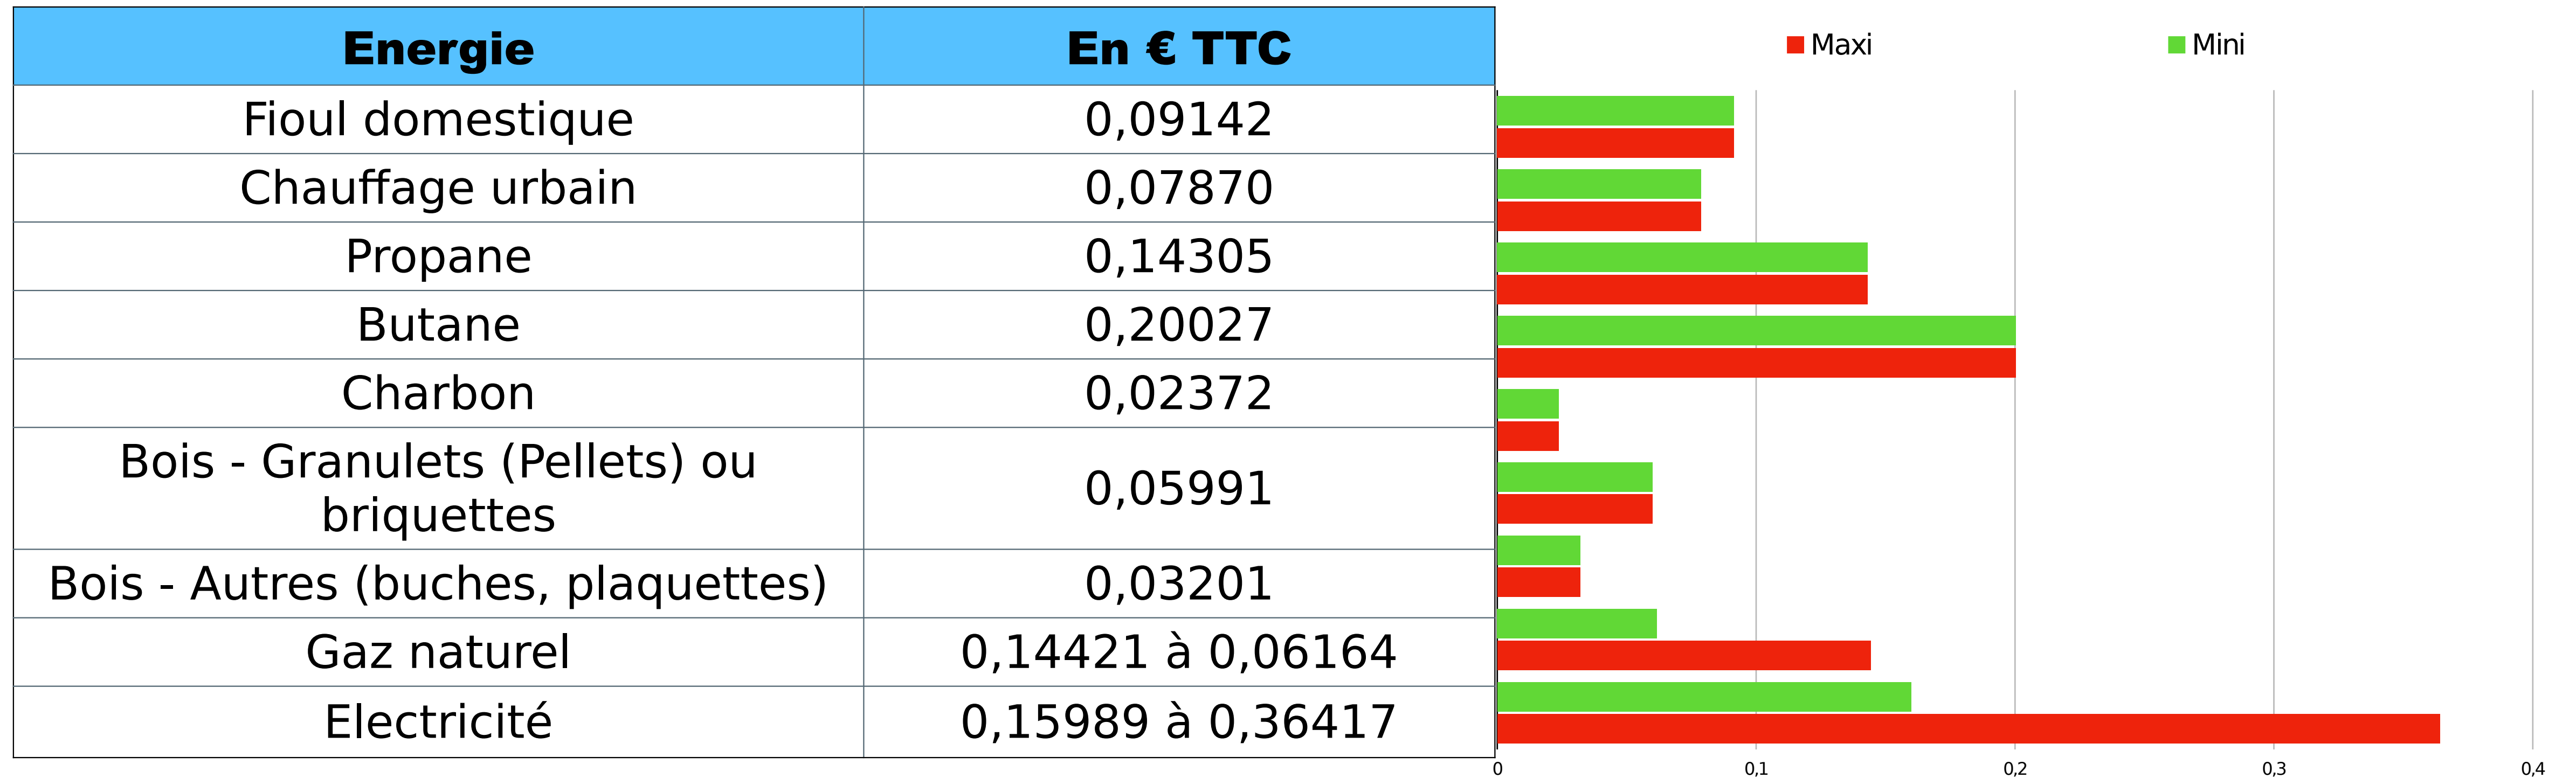 Energie
En € TTC
Fioul domestique
0,09142
Chauffage urbain
0,07870
Propane
0,14305
Butane
0,20027
Charbon
0,02372
Bois - Granulets (Pellets) ou
briquettes
0,05991
Bois - Autres (buches, plaquettes)
0,03201
Gaz naturel
0,14421 à 0,06164
Electricité
0,15989 à 0,36417
Maxi
Mini
0
0,1
0,2
0,3
0,4